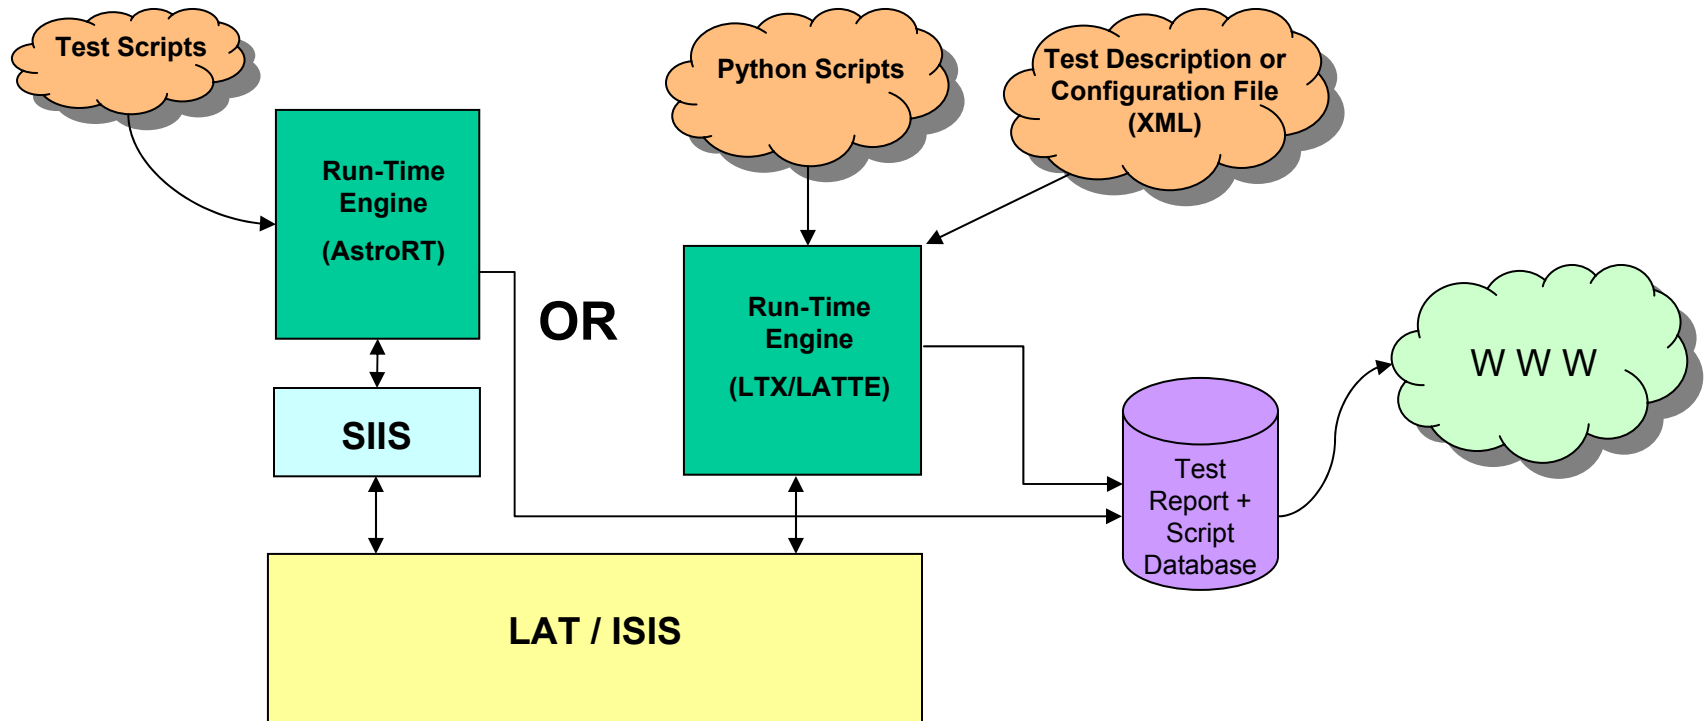 Test Scripts
Python Scripts
Test Description or
Configuration File
(XML)
Run-Time
Engine
(AstroRT)
OR
Run-Time
Engine
(LTX/LATTE)
W W W
SIIS
Test
Report +
Script
Database
LAT / ISIS